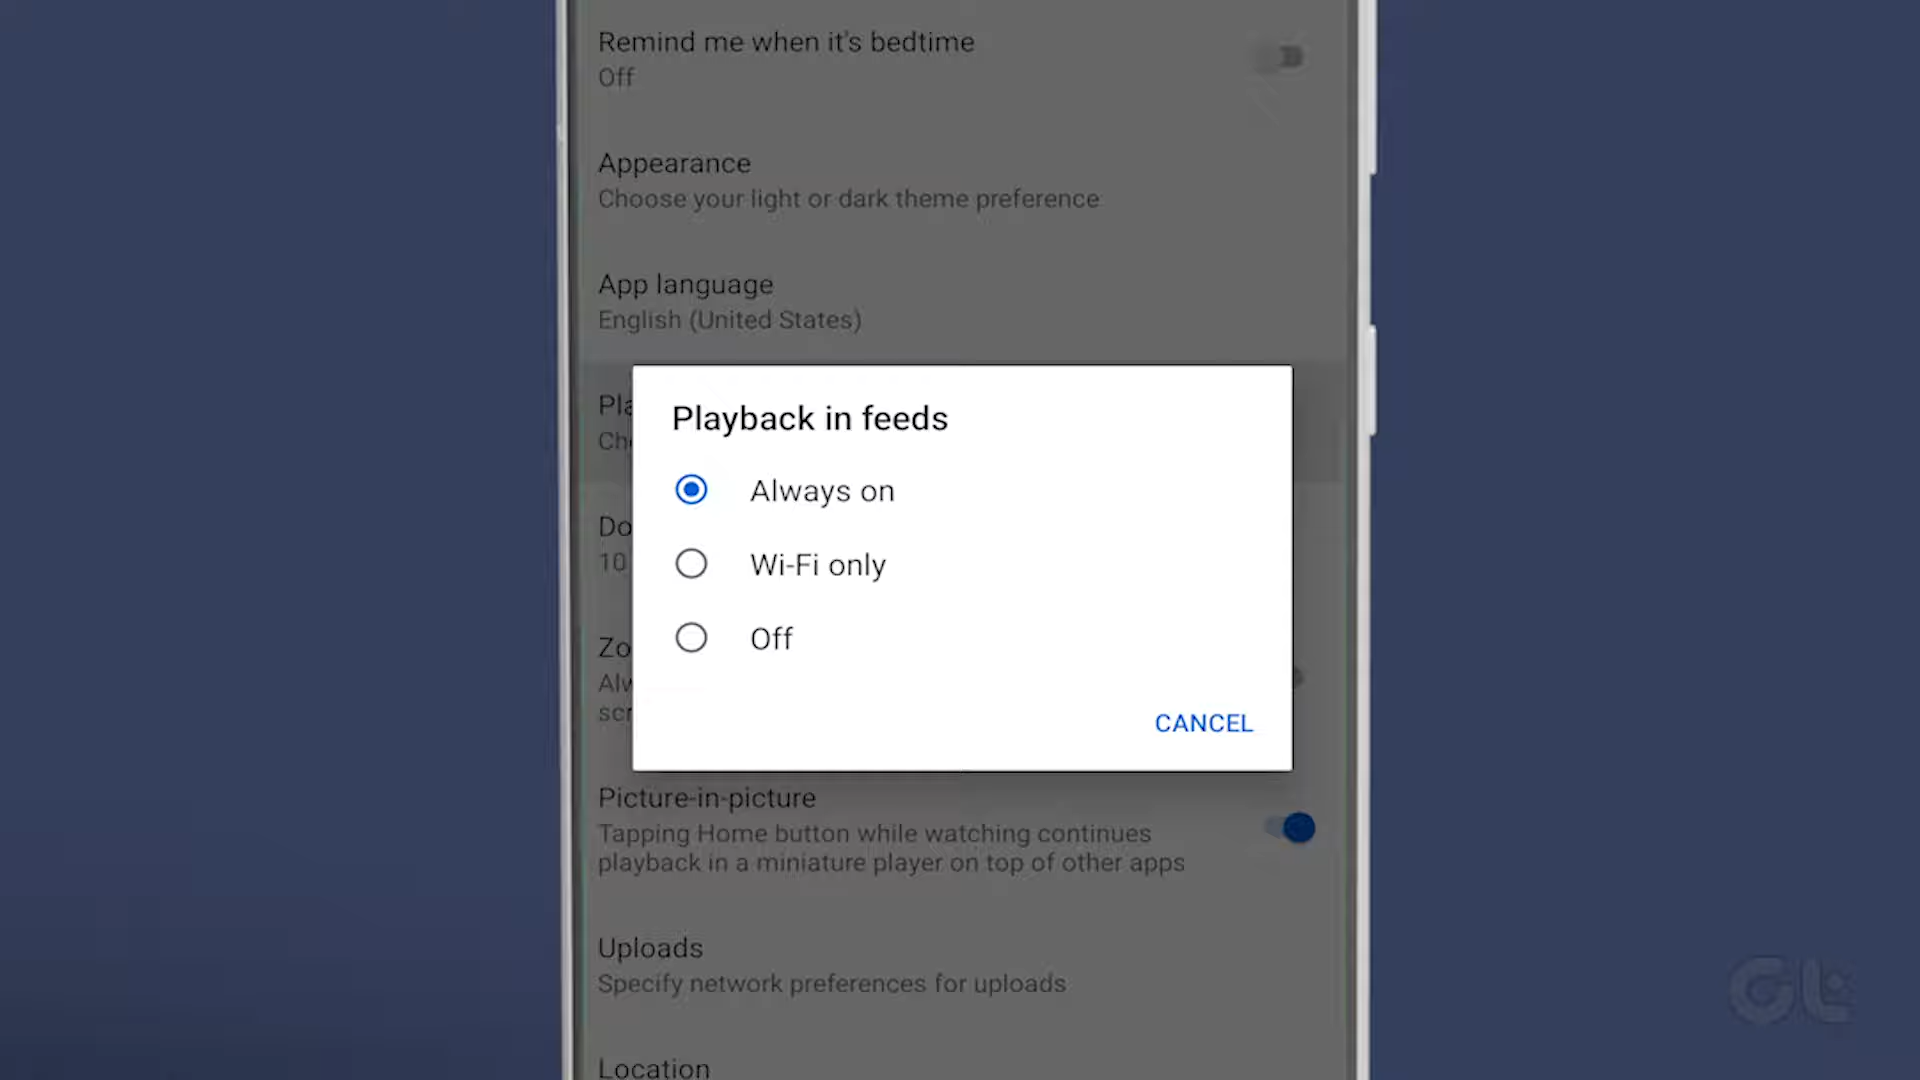 Remind me when it's bedtime
Off
Appearance
Choose your light or dark theme preference
App language
English (United States)
Playback in feeds
Always on
Wi-Fi only
Off
CANCEL
10
Picture-in-picture
Tapping Home button while watching continues
playback in a miniature player on top of other apps
Uploads
Specify network preferences for uploads
Location
GL